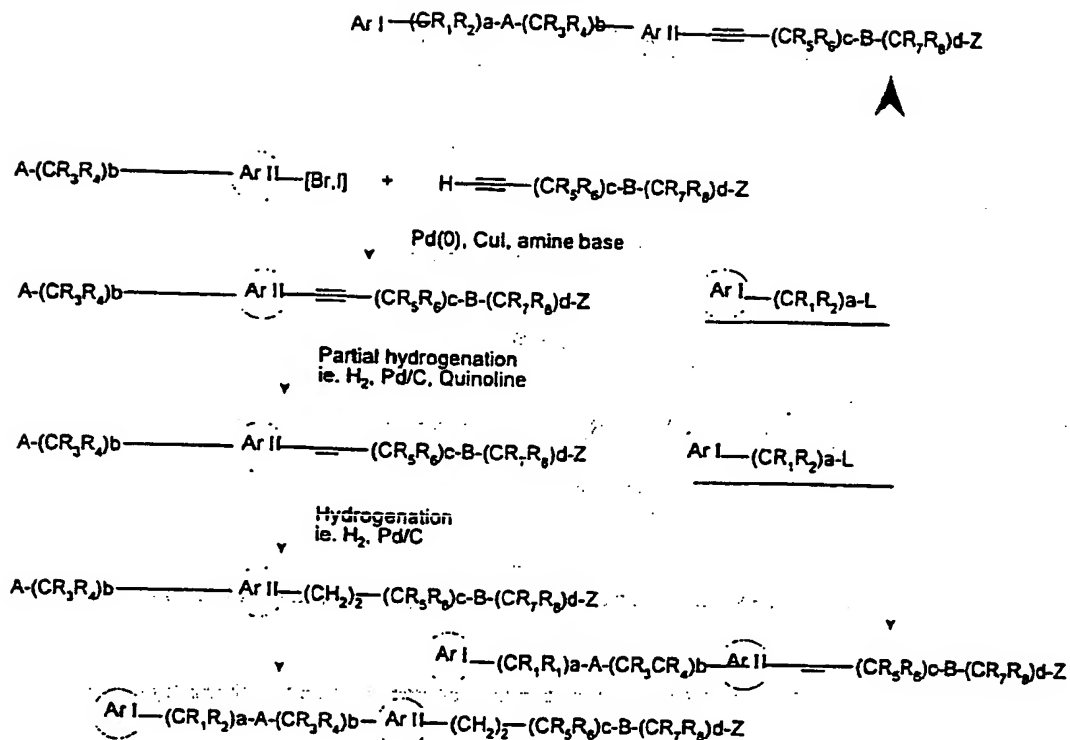 Ar I—(CR₁R₂)a-A-(CR₃R₄)b—Ar II—≡—(CR₅R₆)c-B-(CR₇R₈)d-Z
A-(CR₃R₄)b—Ar II—[Br,I] + H—≡—(CR₅R₆)c-B-(CR₇R₈)d-Z
Pd(0), CuI, amine base
A-(CR₃R₄)b—Ar II—≡—(CR₅R₆)c-B-(CR₇R₈)d-Z
Ar I—(CR₁R₂)a-L
Partial hydrogenation
ie. H₂, Pd/C, Quinoline
A-(CR₃R₄)b—Ar II—=—(CR₅R₆)c-B-(CR₇R₈)d-Z
Ar I—(CR₁R₂)a-L
Hydrogenation
ie. H₂, Pd/C
A-(CR₃R₄)b—Ar II—(CH₂)₂—(CR₅R₆)c-B-(CR₇R₈)d-Z
Ar I—(CR₁R₁)a-A-(CR₃CR₄)b—Ar II—=—(CR₅R₆)c-B-(CR₇R₈)d-Z
Ar I—(CR₁R₂)a-A-(CR₃R₄)b—Ar II—(CH₂)₂—(CR₅R₆)c-B-(CR₇R₈)d-Z